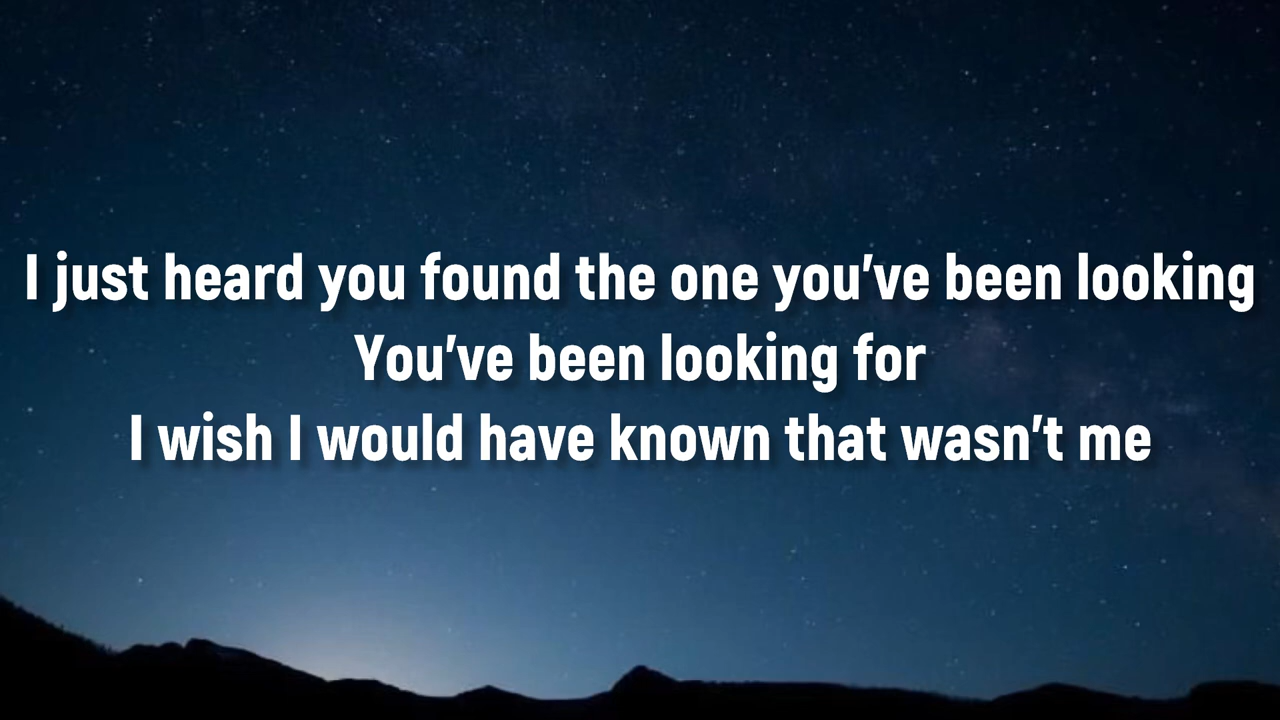 I just heard you found the one you've been looking
You've been looking for
I wish I would have known that wasn't me